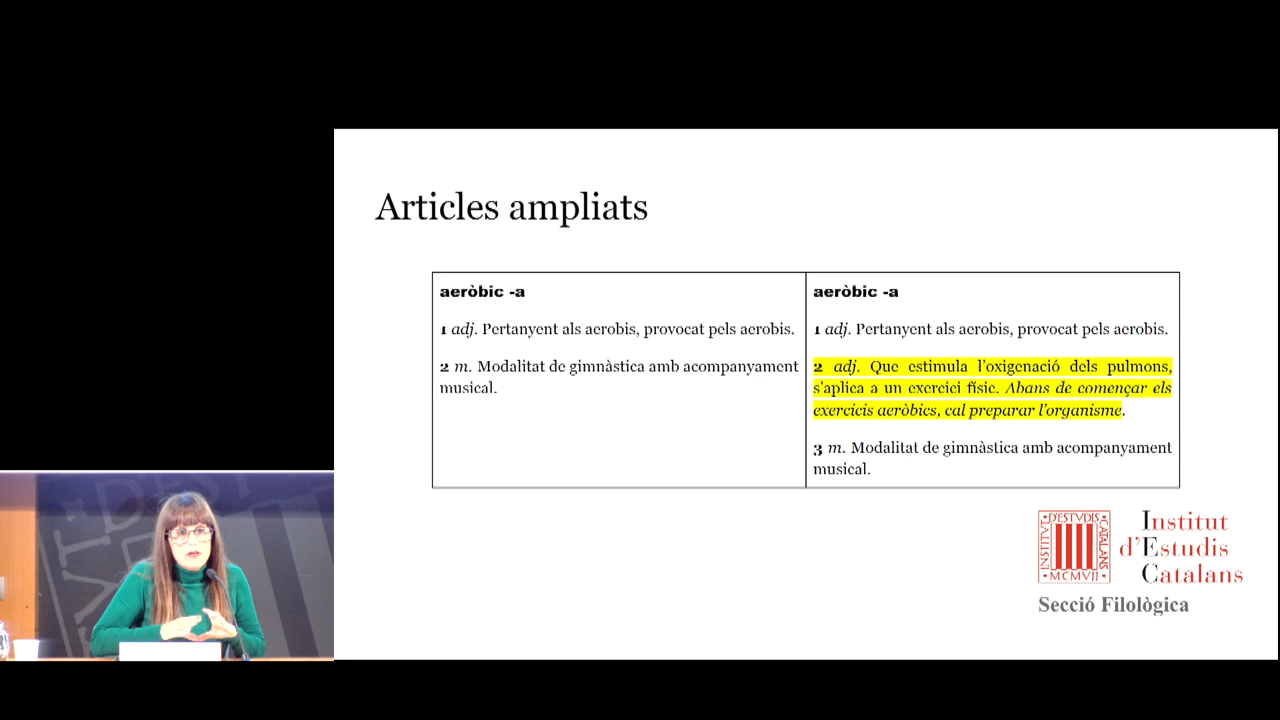 Articles ampliats
aeròbic -a
1 adj. Pertanyent als aerobis, provocat pels aerobis.
2 m. Modalitat de gimnàstica amb acompanyament
musical.
aeròbic -a
1 adj. Pertanyent als aerobis, provocat pels aerobis.
2 adj. Que estimula l'oxigenació dels pulmons,
s'aplica a un exercici físic. Abans de començar els
exercicis aeròbics, cal preparar l'organisme.
3 m. Modalitat de gimnàstica amb acompanyament
musical.
INSTITUT
D'ESTVDIS
CATALANS
MCMVII
Institut
d'Estudis
Catalans
Secció Filològica